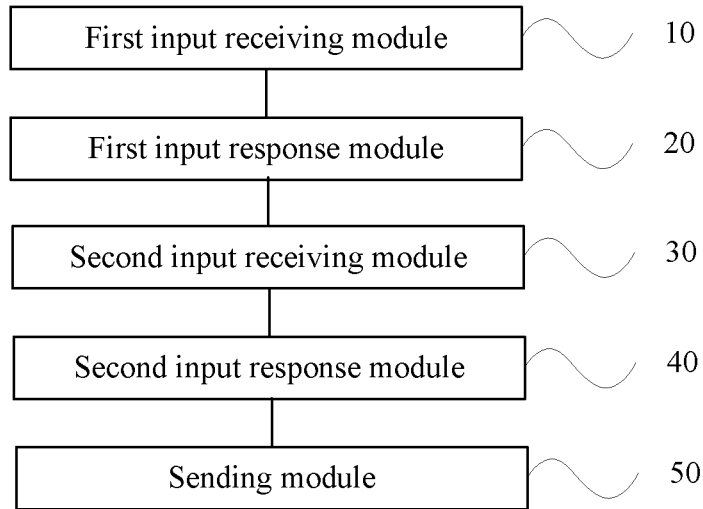 First input receiving module 10
First input response module 20
Second input receiving module 30
Second input response module 40
Sending module 50